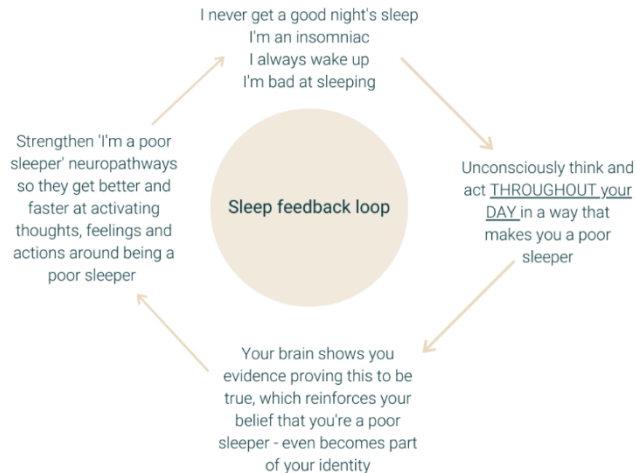 I never get a good night's sleep
I'm an insomniac
I always wake up
I'm bad at sleeping
Unconsciously think and
act THROUGHOUT your
DAY in a way that
makes you a poor
sleeper
Your brain shows you
evidence proving this to be
true, which reinforces your
belief that you're a poor
sleeper - even becomes part
of your identity
Strengthen 'I'm a poor
sleeper' neuropathways
so they get better and
faster at activating
thoughts, feelings and
actions around being a
poor sleeper
Sleep feedback loop